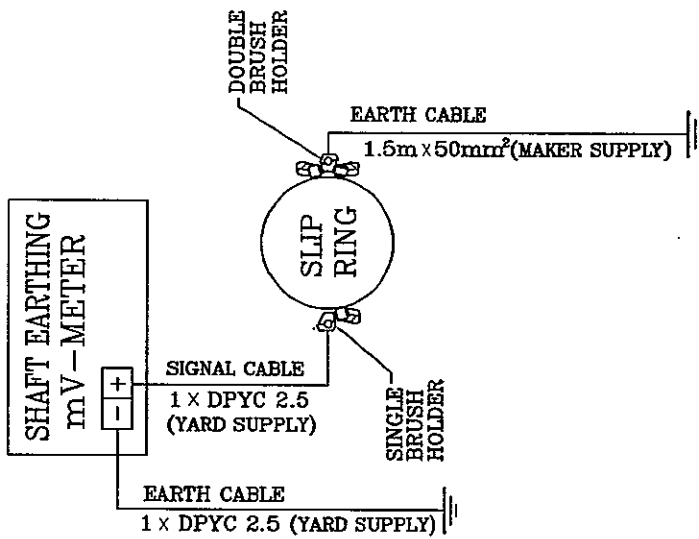 DOUBLE
BRUSH
HOLDER
EARTH CABLE
1.5m×50mm²(MAKER SUPPLY)
SHAFT EARTHING
mV-METER
SLIP
RING
+
-
SIGNAL CABLE
1 × DPYC 2.5
(YARD SUPPLY)
SINGLE
BRUSH
HOLDER
EARTH CABLE
1 × DPYC 2.5 (YARD SUPPLY)